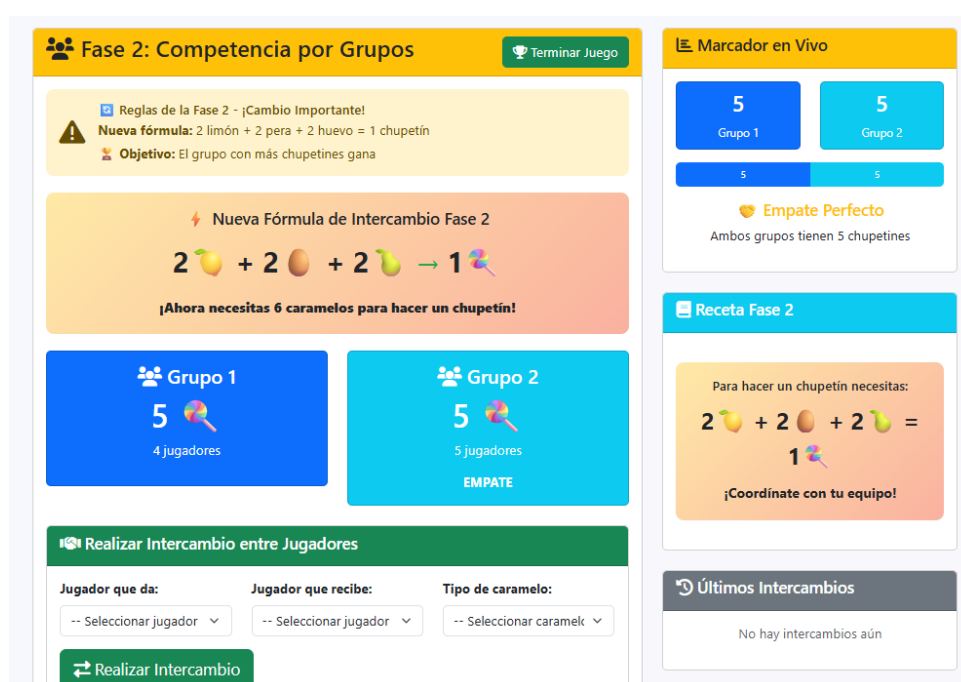 Fase 2: Competencia por Grupos
Terminar Juego
Reglas de la Fase 2 - ¡Cambio Importante!
Nueva fórmula: 2 limón + 2 pera + 2 huevo = 1 chupetín
Objetivo: El grupo con más chupetines gana
Nueva Fórmula de Intercambio Fase 2
2 + 2 + 2 → 1
¡Ahora necesitas 6 caramelos para hacer un chupetín!
Grupo 1
5
4 jugadores
Grupo 2
5
5 jugadores
EMPATE
Realizar Intercambio entre Jugadores
Jugador que da:
-- Seleccionar jugador
Jugador que recibe:
-- Seleccionar jugador
Tipo de caramelo:
-- Seleccionar caramelo
Realizar Intercambio
Marcador en Vivo
5
Grupo 1
5
Grupo 2
5 5
Empate Perfecto
Ambos grupos tienen 5 chupetines
Receta Fase 2
Para hacer un chupetín necesitas:
2 + 2 + 2 =
1
¡Coordínate con tu equipo!
Últimos Intercambios
No hay intercambios aún